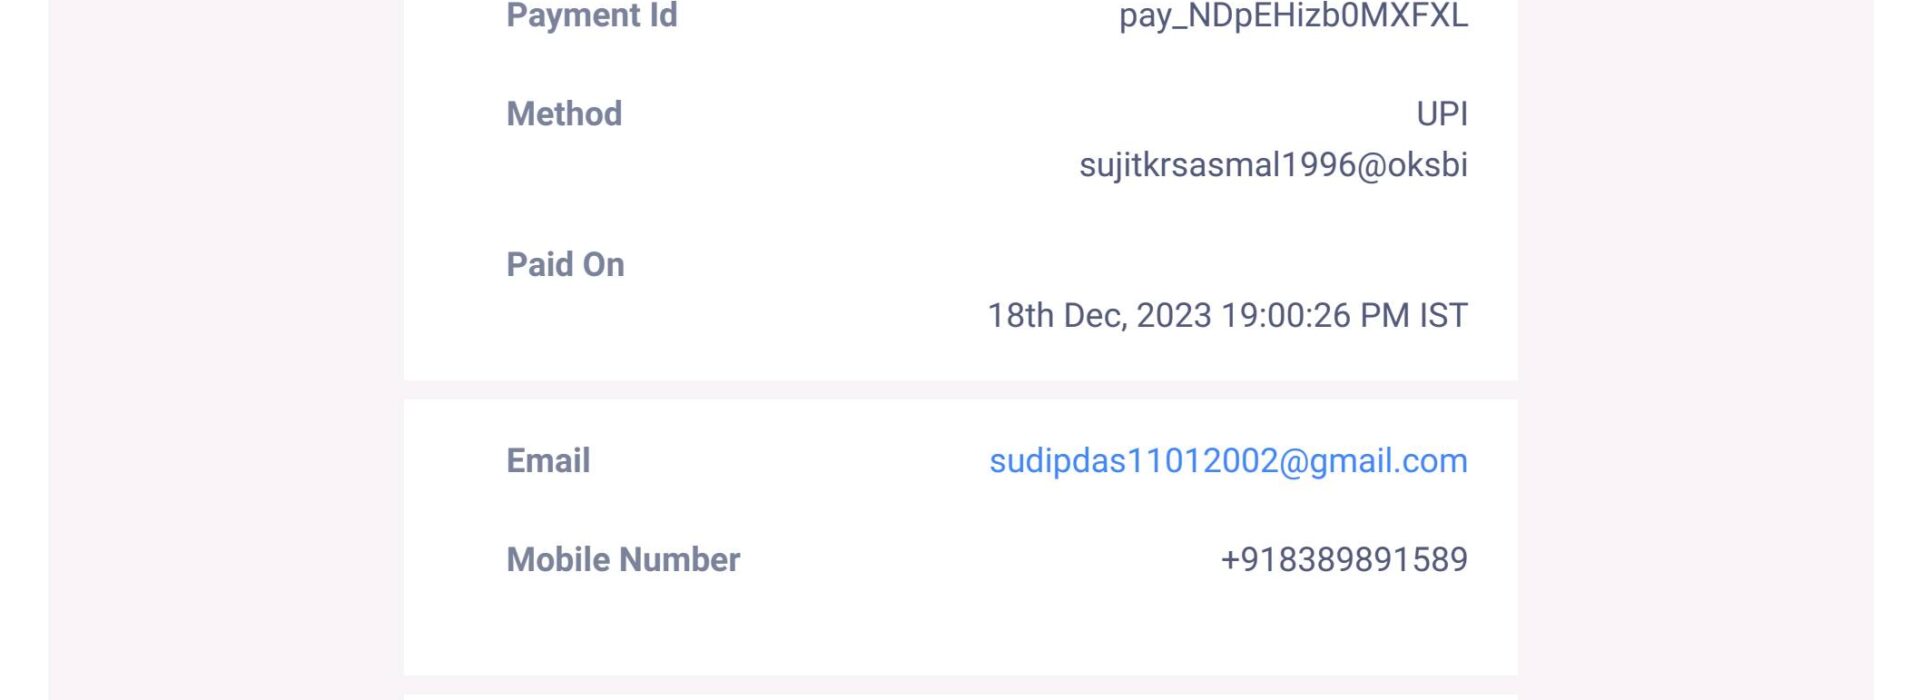 Payment Id pay_NDpEHizb0MXFXL
Method UPI
sujitkrsasmal1996@oksbi
Paid On
18th Dec, 2023 19:00:26 PM IST
Email sudipdas11012002@gmail.com
Mobile Number +918389891589